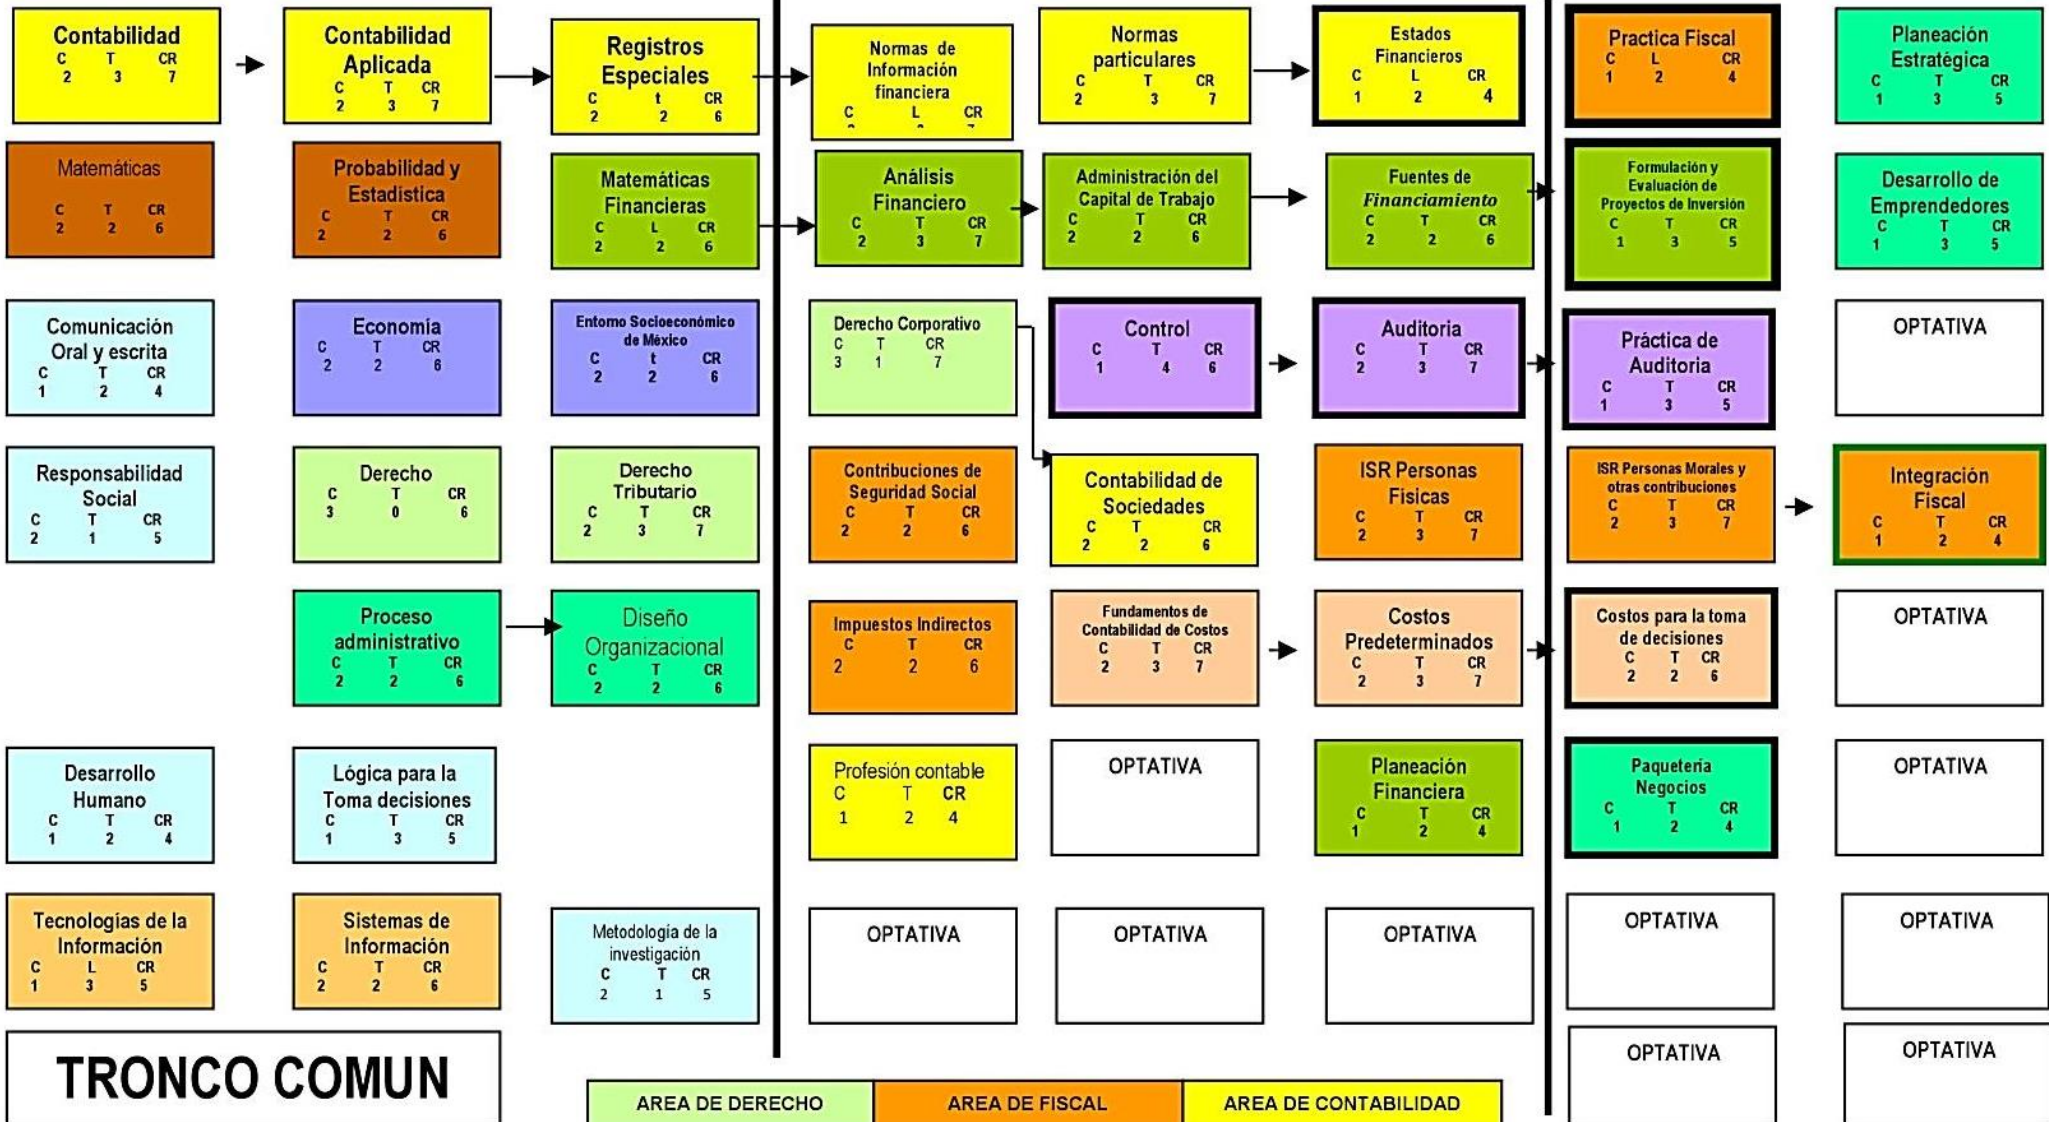 Contabilidad
C T CR
2 3 7
Contabilidad
Aplicada
C T CR
2 3 7
Registros
Especiales
C t CR
2 2 6
Normas de
Información
financiera
C L CR
Normas
particulares
C T CR
2 3 7
Estados
Financieros
C L CR
1 2 4
Practica Fiscal
C L CR
1 2 4
Planeación
Estratégica
C T CR
1 3 5
Matemáticas
C T CR
2 2 6
Probabilidad y
Estadistica
C T CR
2 2 6
Matemáticas
Financieras
C L CR
2 2 6
Análisis
Financiero
C T CR
2 3 7
Administración del
Capital de Trabajo
C T CR
2 2 6
Fuentes de
Financiamiento
C T CR
2 2 6
Formulación y
Evaluación de
Proyectos de Inversión
C T CR
1 3 5
Desarrollo de
Emprendedores
C T CR
1 3 5
Comunicación
Oral y escrita
C T CR
1 2 4
Economía
C T CR
2 2 6
Entorno Socioeconómico
de México
C t CR
2 2 6
Derecho Corporativo
C T CR
3 1 7
Control
C T CR
1 4 6
Auditoria
C T CR
2 3 7
Práctica de
Auditoria
C T CR
1 3 5
OPTATIVA
Responsabilidad
Social
C T CR
2 1 5
Derecho
C T CR
3 0 6
Derecho
Tributario
C T CR
2 3 7
Contribuciones de
Seguridad Social
C T CR
2 2 6
Contabilidad de
Sociedades
C T CR
2 2 6
ISR Personas
Fisicas
C T CR
2 3 7
ISR Personas Morales y
otras contribuciones
C T CR
2 3 7
Integración
Fiscal
C T CR
1 2 4
Proceso
administrativo
C T CR
2 2 6
Diseño
Organizacional
C T CR
2 2 6
Impuestos Indirectos
C T CR
2 2 6
Fundamentos de
Contabilidad de Costos
C T CR
2 3 7
Costos
Predeterminados
C T CR
2 3 7
Costos para la toma
de decisiones
C T CR
2 2 6
OPTATIVA
Desarrollo
Humano
C T CR
1 2 4
Lógica para la
Toma decisiones
C T CR
1 3 5
Profesión contable
C T CR
1 2 4
OPTATIVA
Planeación
Financiera
C T CR
1 2 4
Paquetería
Negocios
C T CR
1 2 4
OPTATIVA
Tecnologías de la
Información
C L CR
1 3 5
Sistemas de
Información
C T CR
2 2 6
Metodología de la
investigación
C T CR
2 1 5
OPTATIVA
OPTATIVA
OPTATIVA
OPTATIVA
OPTATIVA
TRONCO COMUN
OPTATIVA
OPTATIVA
AREA DE DERECHO
AREA DE FISCAL
AREA DE CONTABILIDAD